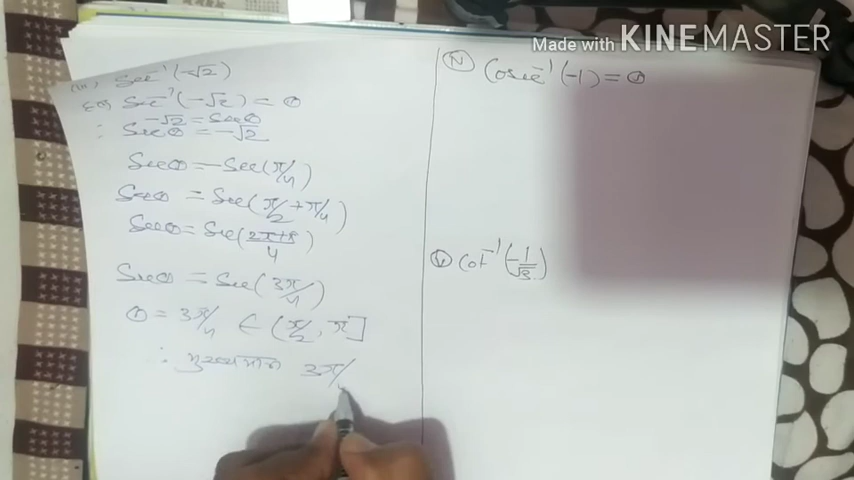 Made with KINEMASTER
(iii) Sec⁻¹(-√2)
माना Sec⁻¹(-√2) = θ
-√2 = Secθ
∴ Secθ = -√2
Secθ = -Sec(π/4)
Secθ = Sec(π/2 + π/4)
Secθ = Sec(2π+π/4)
Secθ = Sec(3π/4)
θ = 3π/4 ∈ (π/2, π]
∴ मुख्यमान 3π/4
(iv) Cosec⁻¹(-1) = θ
(v) Cot⁻¹(-1/√3)